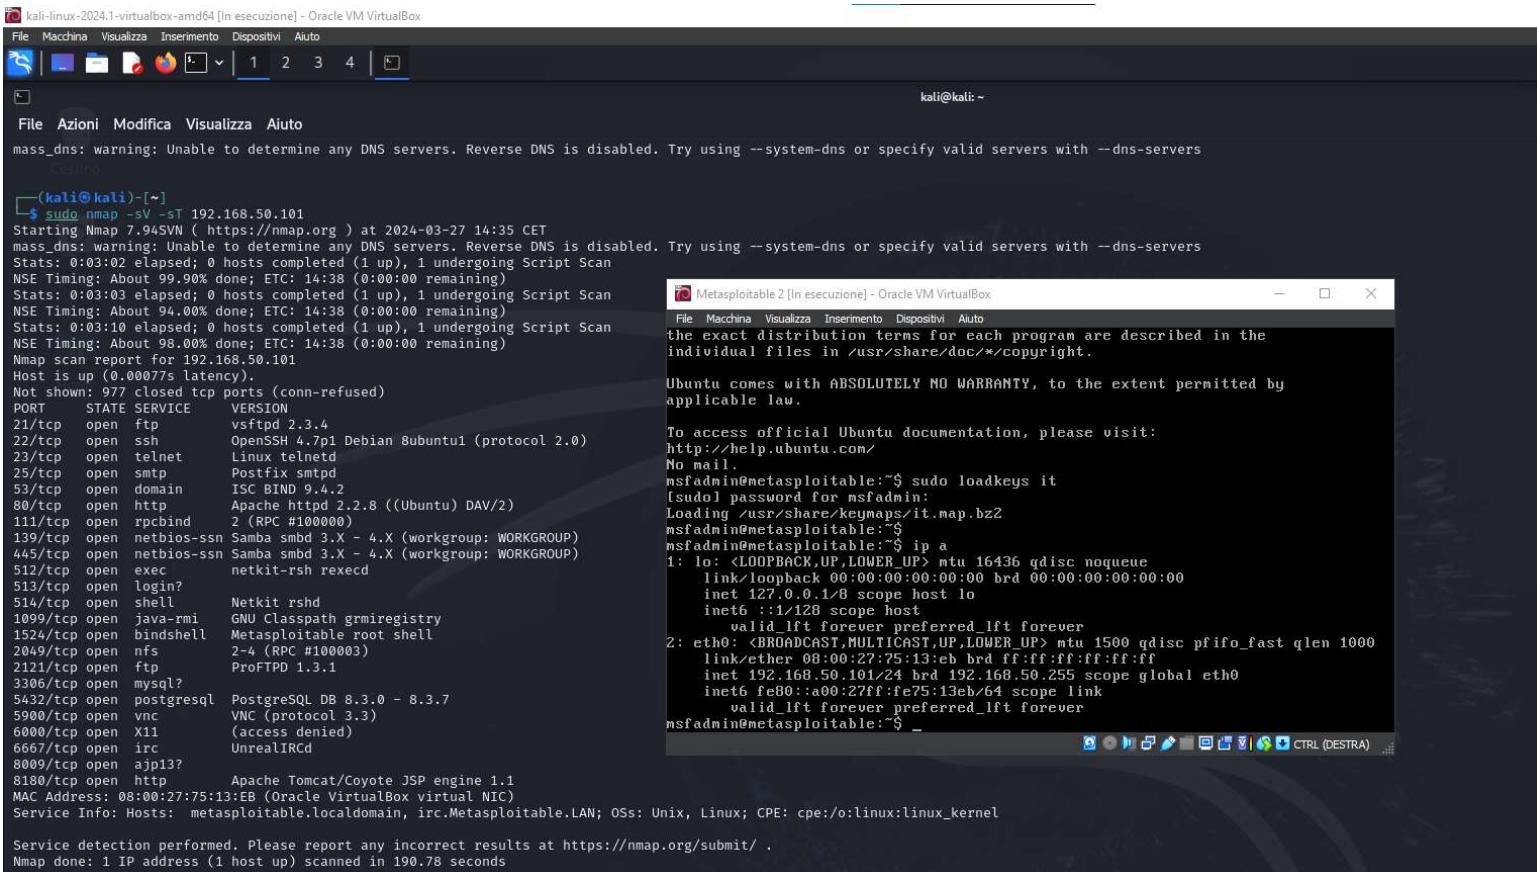 kali-linux-2024.1-virtualbox-amd64 [In esecuzione] - Oracle VM VirtualBox
File Macchina Visualizza Inserimento Dispositivi Aiuto
1 2 3 4
kali@kali: ~
File Azioni Modifica Visualizza Aiuto
mass_dns: warning: Unable to determine any DNS servers. Reverse DNS is disabled. Try using --system-dns or specify valid servers with --dns-servers
Cestino
(kali㉿kali)-[~]
$ sudo nmap -sV -sT 192.168.50.101
Starting Nmap 7.94SVN ( https://nmap.org ) at 2024-03-27 14:35 CET
mass_dns: warning: Unable to determine any DNS servers. Reverse DNS is disabled. Try using --system-dns or specify valid servers with --dns-servers
Stats: 0:03:02 elapsed; 0 hosts completed (1 up), 1 undergoing Script Scan
NSE Timing: About 99.90% done; ETC: 14:38 (0:00:00 remaining)
Stats: 0:03:03 elapsed; 0 hosts completed (1 up), 1 undergoing Script Scan
NSE Timing: About 94.00% done; ETC: 14:38 (0:00:00 remaining)
Stats: 0:03:10 elapsed; 0 hosts completed (1 up), 1 undergoing Script Scan
NSE Timing: About 98.00% done; ETC: 14:38 (0:00:00 remaining)
Nmap scan report for 192.168.50.101
Host is up (0.00077s latency).
Not shown: 977 closed tcp ports (conn-refused)
PORT STATE SERVICE VERSION
21/tcp open ftp vsftpd 2.3.4
22/tcp open ssh OpenSSH 4.7p1 Debian 8ubuntu1 (protocol 2.0)
23/tcp open telnet Linux telnetd
25/tcp open smtp Postfix smtpd
53/tcp open domain ISC BIND 9.4.2
80/tcp open http Apache httpd 2.2.8 ((Ubuntu) DAV/2)
111/tcp open rpcbind 2 (RPC #100000)
139/tcp open netbios-ssn Samba smbd 3.X - 4.X (workgroup: WORKGROUP)
445/tcp open netbios-ssn Samba smbd 3.X - 4.X (workgroup: WORKGROUP)
512/tcp open exec netkit-rsh rexecd
513/tcp open login?
514/tcp open shell Netkit rshd
1099/tcp open java-rmi GNU Classpath grmiregistry
1524/tcp open bindshell Metasploitable root shell
2049/tcp open nfs 2-4 (RPC #100003)
2121/tcp open ftp ProFTPD 1.3.1
3306/tcp open mysql?
5432/tcp open postgresql PostgreSQL DB 8.3.0 - 8.3.7
5900/tcp open vnc VNC (protocol 3.3)
6000/tcp open X11 (access denied)
6667/tcp open irc UnrealIRCd
8009/tcp open ajp13?
8180/tcp open http Apache Tomcat/Coyote JSP engine 1.1
MAC Address: 08:00:27:75:13:EB (Oracle VirtualBox virtual NIC)
Service Info: Hosts: metasploitable.localdomain, irc.Metasploitable.LAN; OSs: Unix, Linux; CPE: cpe:/o:linux:linux_kernel
Service detection performed. Please report any incorrect results at https://nmap.org/submit/ .
Nmap done: 1 IP address (1 host up) scanned in 190.78 seconds
Metasploitable 2 [In esecuzione] - Oracle VM VirtualBox
File Macchina Visualizza Inserimento Dispositivi Aiuto
the exact distribution terms for each program are described in the
individual files in /usr/share/doc/*/copyright.
Ubuntu comes with ABSOLUTELY NO WARRANTY, to the extent permitted by
applicable law.
To access official Ubuntu documentation, please visit:
http://help.ubuntu.com/
No mail.
msfadmin@metasploitable:~$ sudo loadkeys it
[sudo] password for msfadmin:
Loading /usr/share/keymaps/it.map.bz2
msfadmin@metasploitable:~$
msfadmin@metasploitable:~$ ip a
1: lo: <LOOPBACK,UP,LOWER_UP> mtu 16436 qdisc noqueue
link/loopback 00:00:00:00:00:00 brd 00:00:00:00:00:00
inet 127.0.0.1/8 scope host lo
inet6 ::1/128 scope host
valid_lft forever preferred_lft forever
2: eth0: <BROADCAST,MULTICAST,UP,LOWER_UP> mtu 1500 qdisc pfifo_fast qlen 1000
link/ether 08:00:27:75:13:eb brd ff:ff:ff:ff:ff:ff
inet 192.168.50.101/24 brd 192.168.50.255 scope global eth0
inet6 fe80::a00:27ff:fe75:13eb/64 scope link
valid_lft forever preferred_lft forever
msfadmin@metasploitable:~$ _
CTRL (DESTRA)